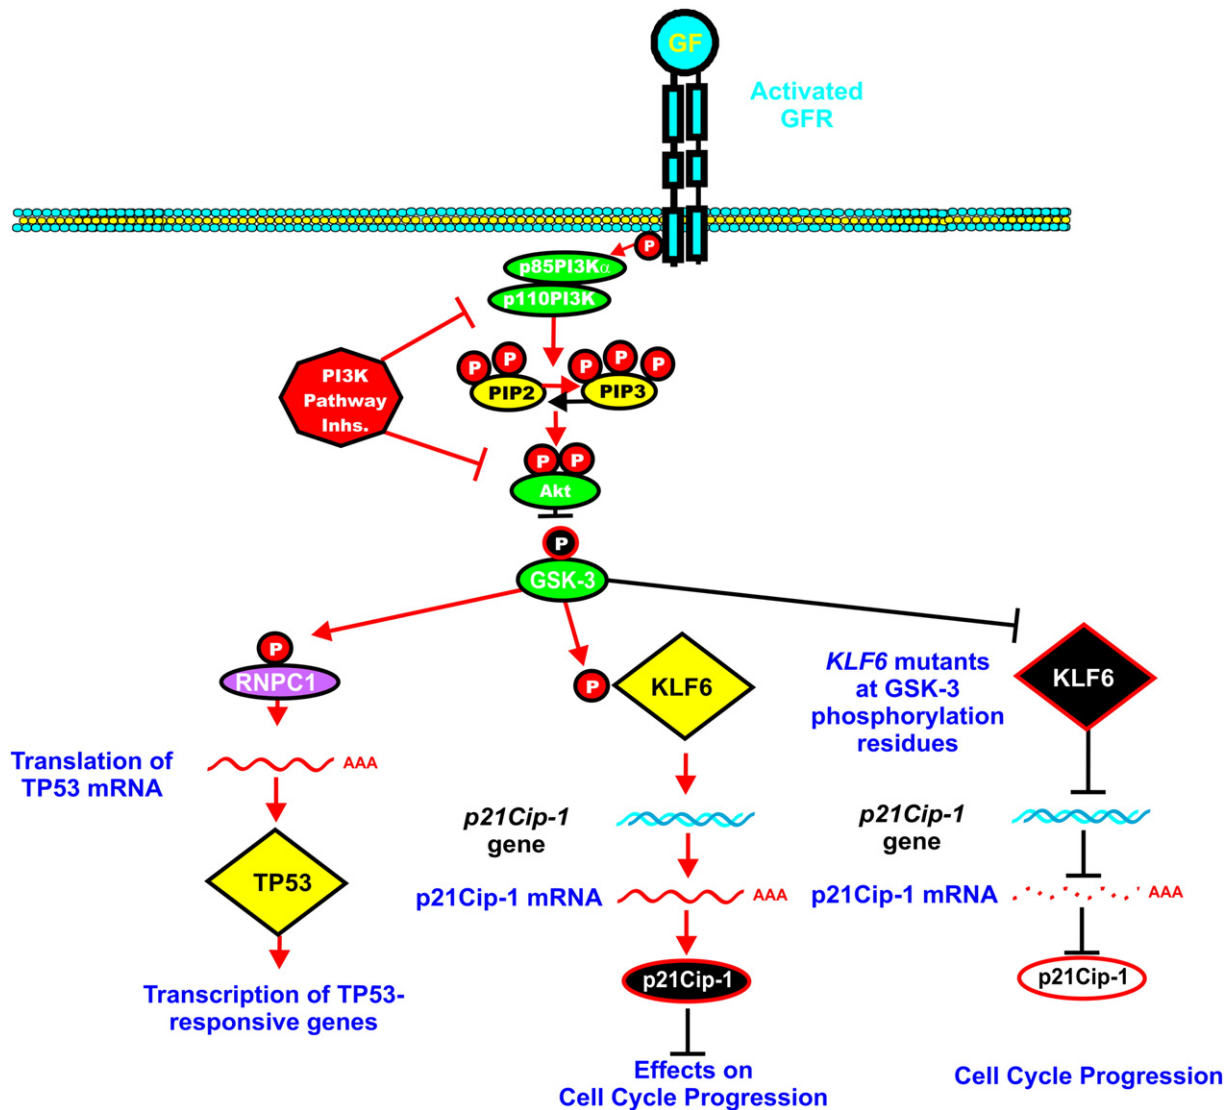 GF
Activated
GFR
P
p85PI3Kα
p110PI3K
PI3K
Pathway
Inhs.
P P
PIP2
P P P
PIP3
P P
Akt
P
GSK-3
P
RNPC1
P
KLF6
KLF6 mutants
at GSK-3
phosphorylation
residues
KLF6
Translation of
TP53 mRNA
AAA
TP53
Transcription of TP53-
responsive genes
p21Cip-1
gene
p21Cip-1 mRNA
AAA
p21Cip-1
Effects on
Cell Cycle Progression
p21Cip-1
gene
p21Cip-1 mRNA
AAA
p21Cip-1
Cell Cycle Progression